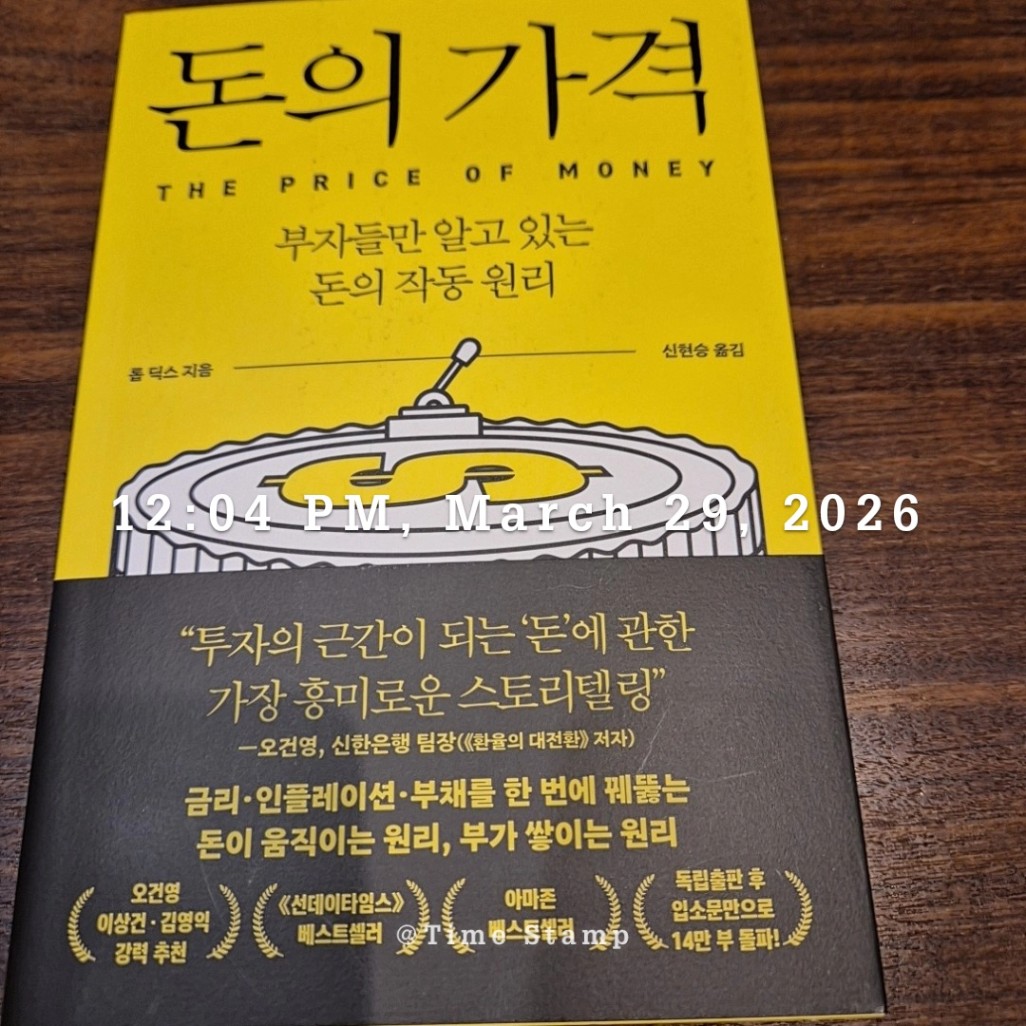 돈의 가격
THE PRICE OF MONEY
부자들만 알고 있는
돈의 작동 원리
롭 딕스 지음
신현승 옮김
12:04 PM, March 29, 2026
“투자의 근간이 되는 ‘돈’에 관한
가장 흥미로운 스토리텔링”
—오건영, 신한은행 팀장(《환율의 대전환》 저자)
금리·인플레이션·부채를 한 번에 꿰뚫는
돈이 움직이는 원리, 부가 쌓이는 원리
오건영
이상건·김영익
강력 추천
《선데이타임스》
베스트셀러
아마존
베스트셀러
독립출판 후
입소문만으로
14만 부 돌파!
@Timo Stamp